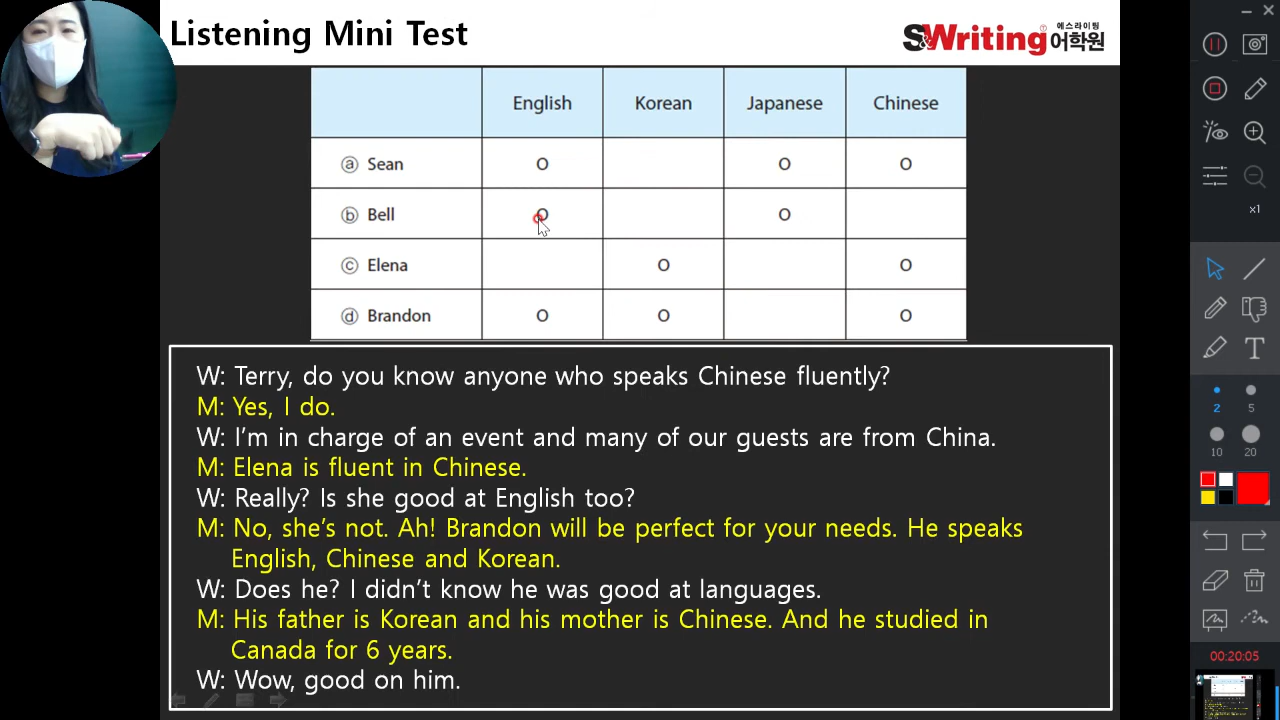 Listening Mini Test
S&Writing 에스라이팅 어학원
English Korean Japanese Chinese
ⓐ Sean O O O
ⓑ Bell O O
ⓒ Elena O O
ⓓ Brandon O O O
W: Terry, do you know anyone who speaks Chinese fluently?
M: Yes, I do.
W: I’m in charge of an event and many of our guests are from China.
M: Elena is fluent in Chinese.
W: Really? Is she good at English too?
M: No, she’s not. Ah! Brandon will be perfect for your needs. He speaks
English, Chinese and Korean.
W: Does he? I didn’t know he was good at languages.
M: His father is Korean and his mother is Chinese. And he studied in
Canada for 6 years.
W: Wow, good on him.
x1
T
2 5
10 20
00:20:05